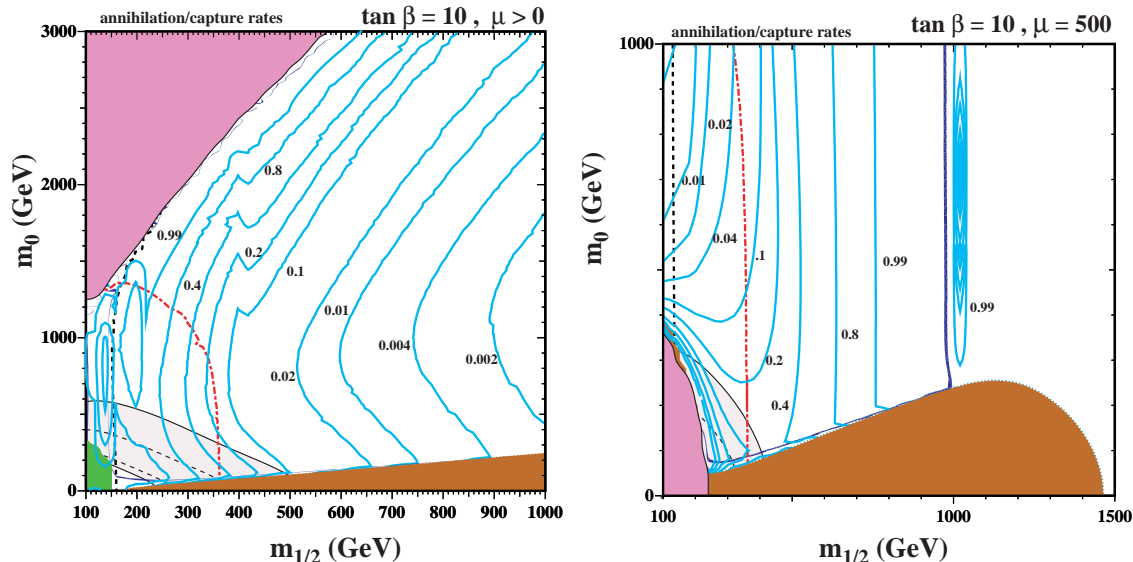 annihilation/capture rates
tan β = 10 , μ > 0
3000
2000
1000
0
m0 (GeV)
0.8
0.99
0.2
0.4
0.1
0.01
0.004
0.002
0.02
100 200 300 400 500 600 700 800 900 1000
m1/2 (GeV)
annihilation/capture rates
tan β = 10 , μ = 500
1000
0
m0 (GeV)
0.02
0.01
0.04
.1
0.99
0.99
0.8
0.2
0.4
100 1000 1500
m1/2 (GeV)